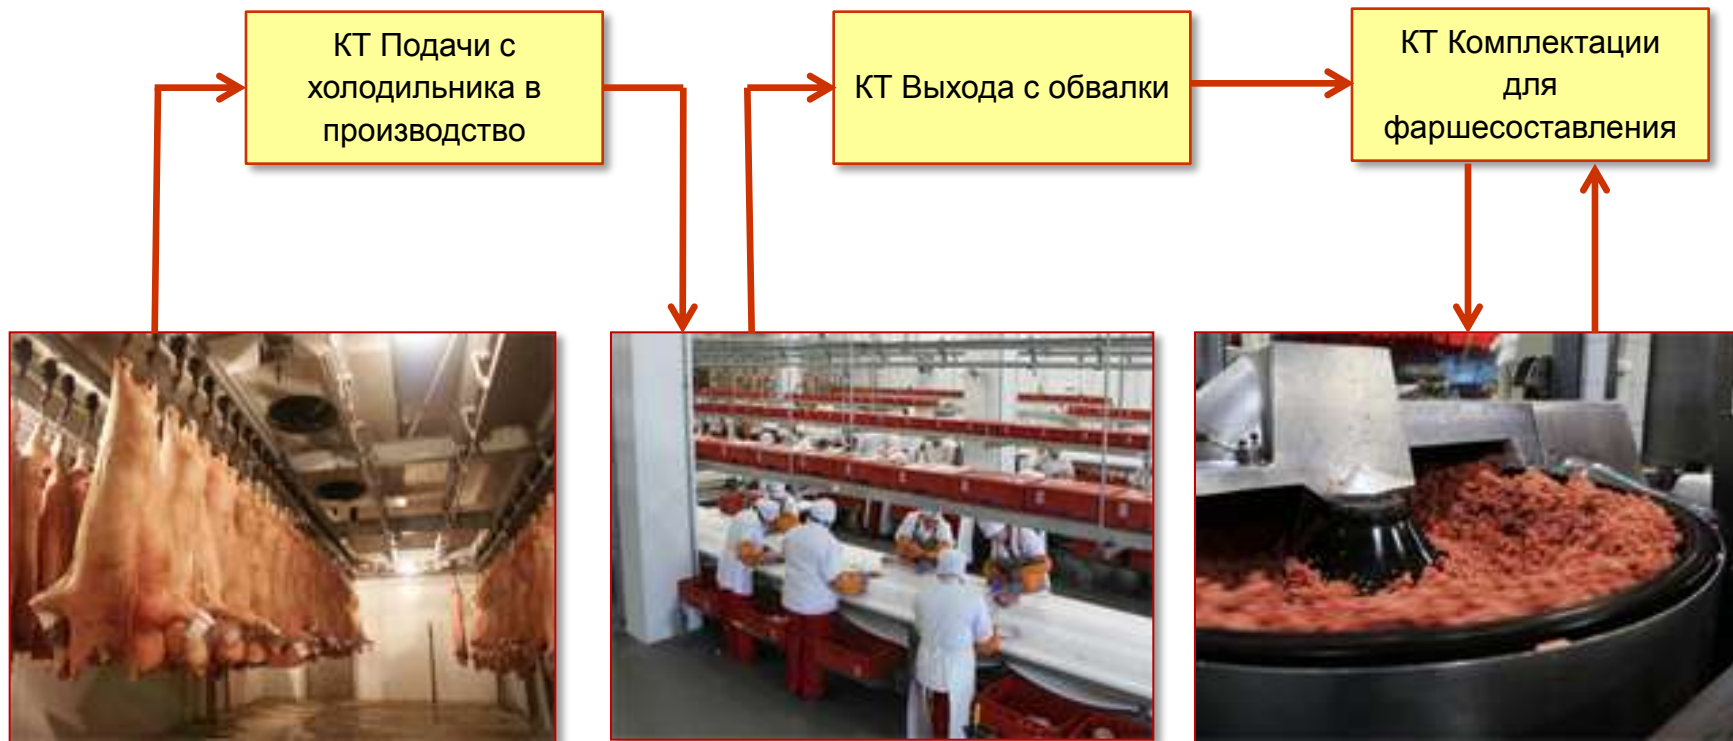 КТ Подачи с
холодильника в
производство
КТ Выхода с обвалки
КТ Комплектации
для
фаршесоставления